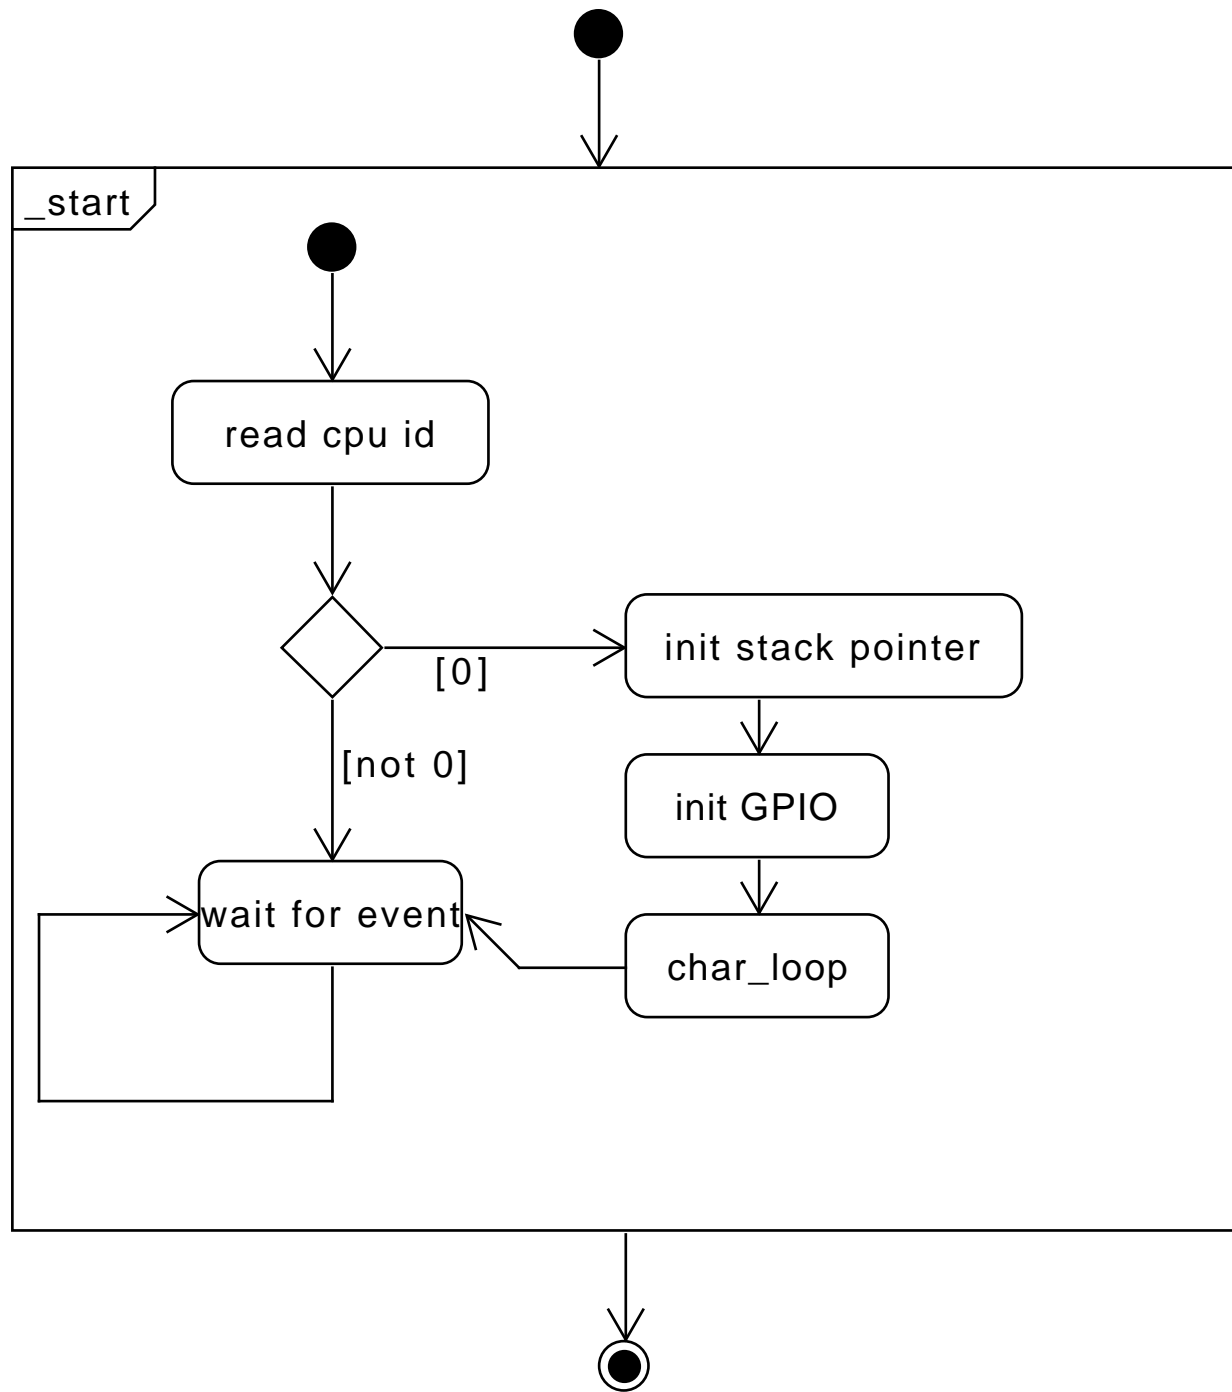 _start
read cpu id
init stack pointer
[0]
[not 0]
init GPIO
wait for event
char_loop